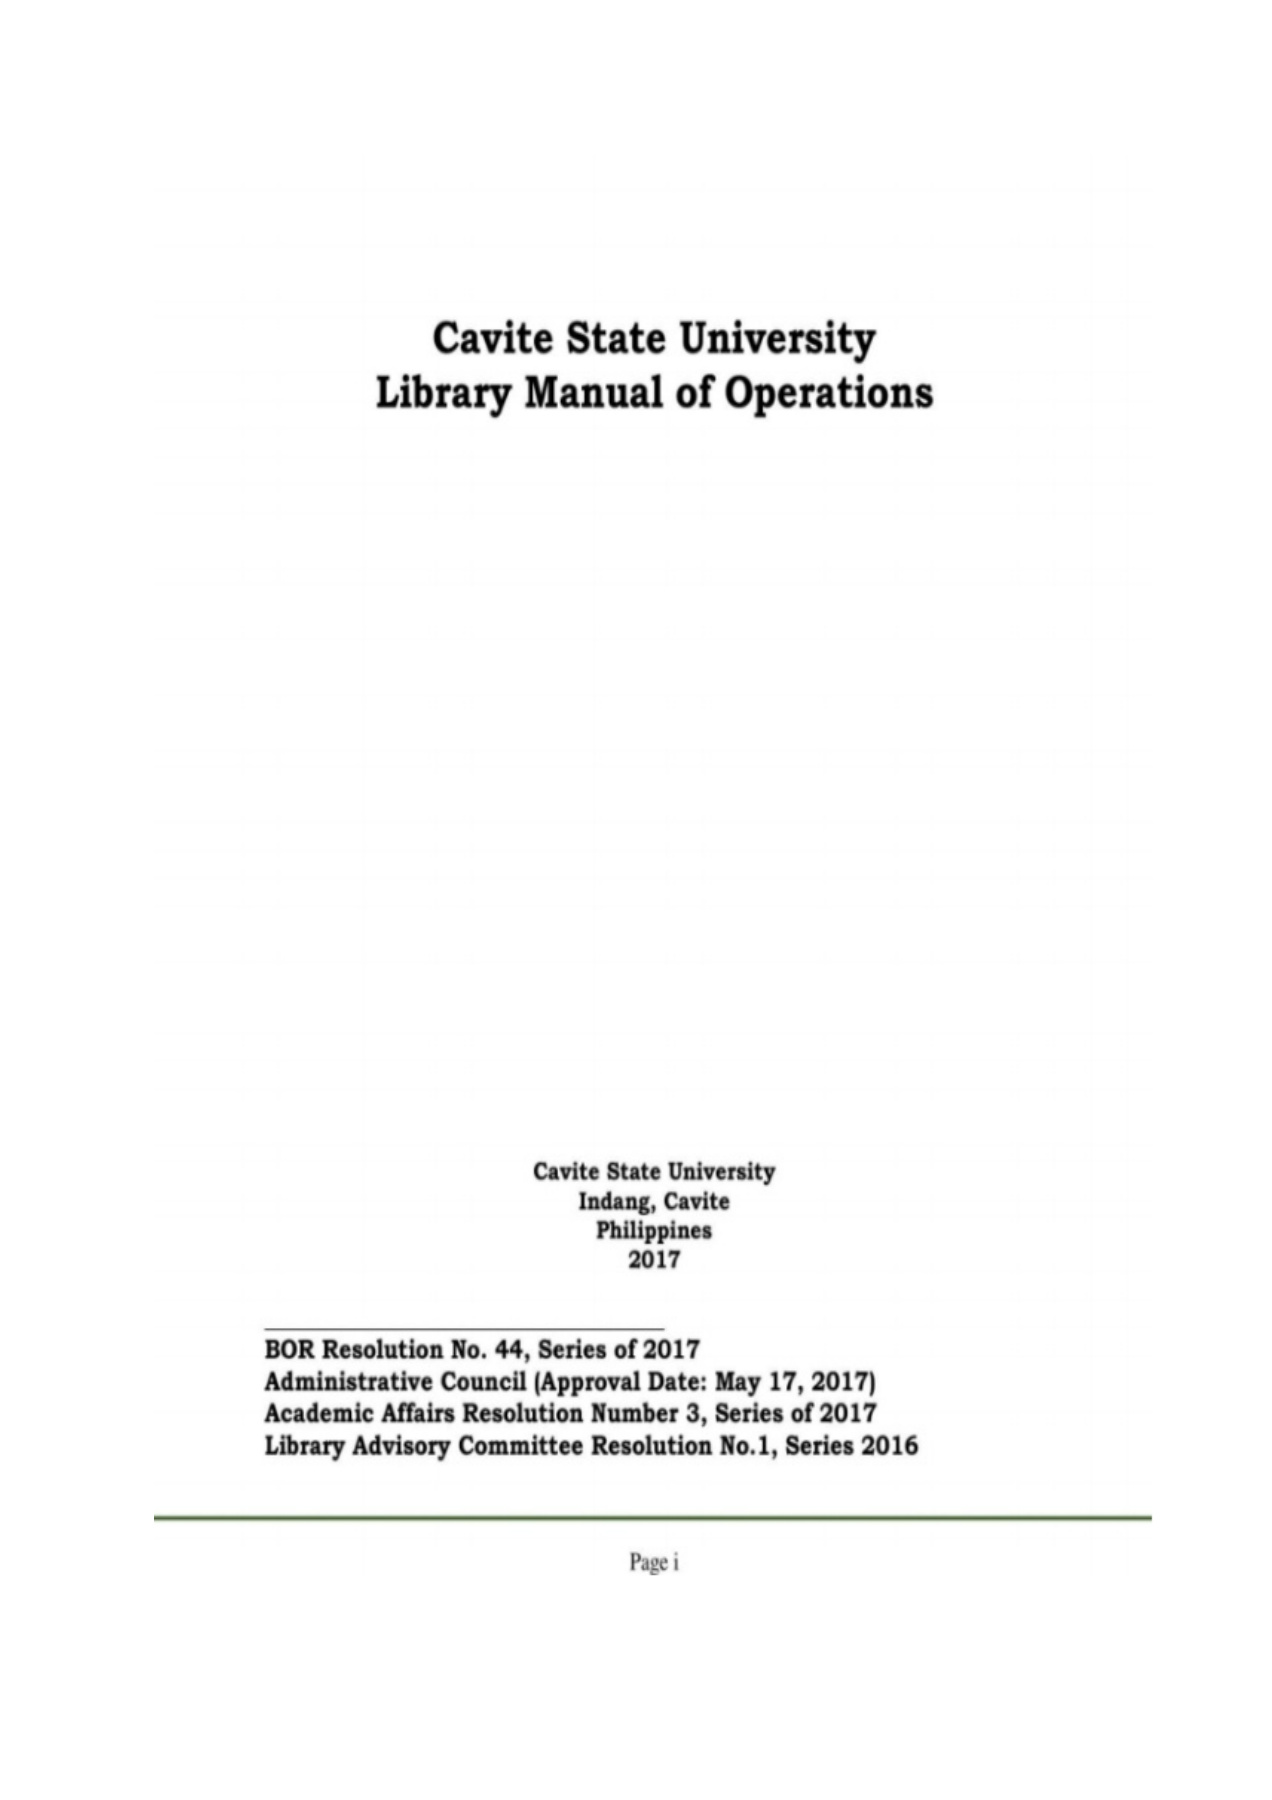 Cavite State University
Library Manual of Operations
Cavite State University
Indang, Cavite
Philippines
2017
BOR Resolution No. 44, Series of 2017
Administrative Council (Approval Date: May 17, 2017)
Academic Affairs Resolution Number 3, Series of 2017
Library Advisory Committee Resolution No.1, Series 2016
Page i